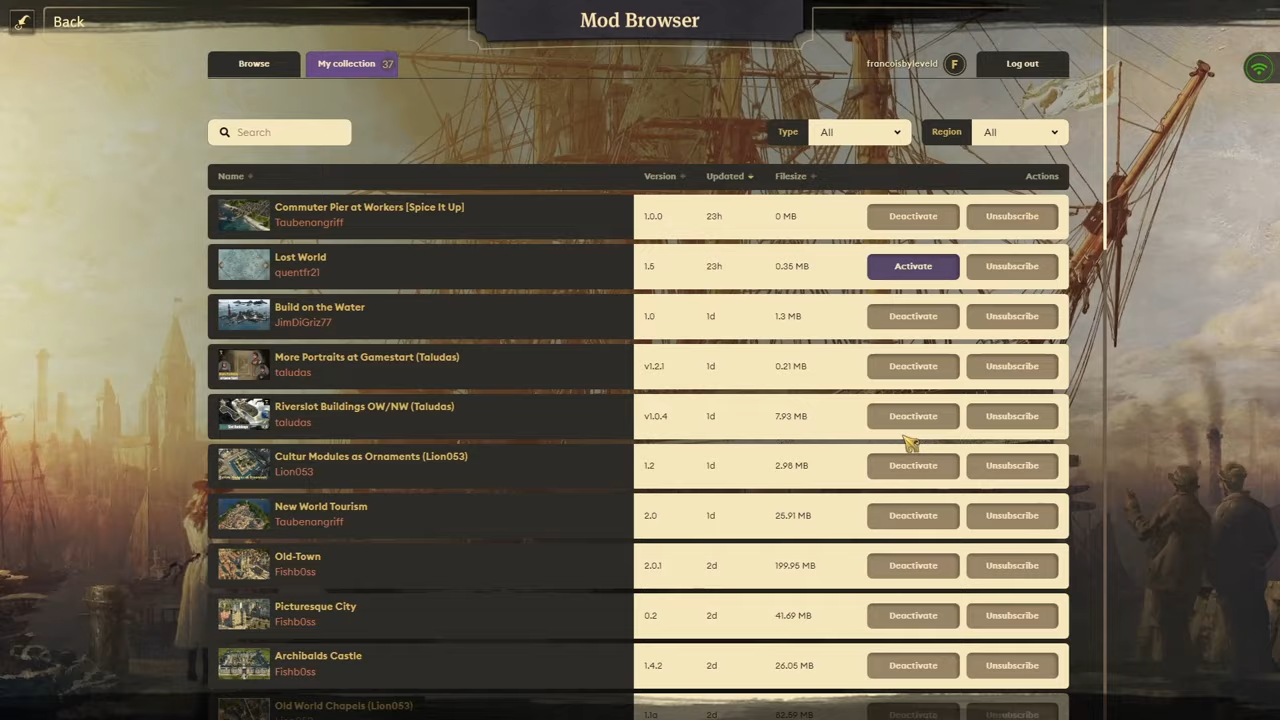 Back
Mod Browser
Browse
My collection 37
francoisbyleveld F
Log out
Search
Type All
Region All
Name Version Updated Filesize Actions
Commuter Pier at Workers [Spice It Up]
Taubenangriff
1.0.0 23h 0 MB Deactivate Unsubscribe
Lost World
quentfr21
1.5 23h 0.35 MB Activate Unsubscribe
Build on the Water
JimDiGriz77
1.0 1d 1.3 MB Deactivate Unsubscribe
More Portraits at Gamestart (Taludas)
taludas
v1.2.1 1d 0.21 MB Deactivate Unsubscribe
Riverslot Buildings OW/NW (Taludas)
taludas
v1.0.4 1d 7.93 MB Deactivate Unsubscribe
Cultur Modules as Ornaments (Lion053)
Lion053
1.2 1d 2.98 MB Deactivate Unsubscribe
New World Tourism
Taubenangriff
2.0 1d 25.91 MB Deactivate Unsubscribe
Old-Town
Fishb0ss
2.0.1 2d 199.95 MB Deactivate Unsubscribe
Picturesque City
Fishb0ss
0.2 2d 41.69 MB Deactivate Unsubscribe
Archibalds Castle
Fishb0ss
1.4.2 2d 26.05 MB Deactivate Unsubscribe
Old World Chapels (Lion053)
1.1a 2d 82.59 MB Deactivate Unsubscribe